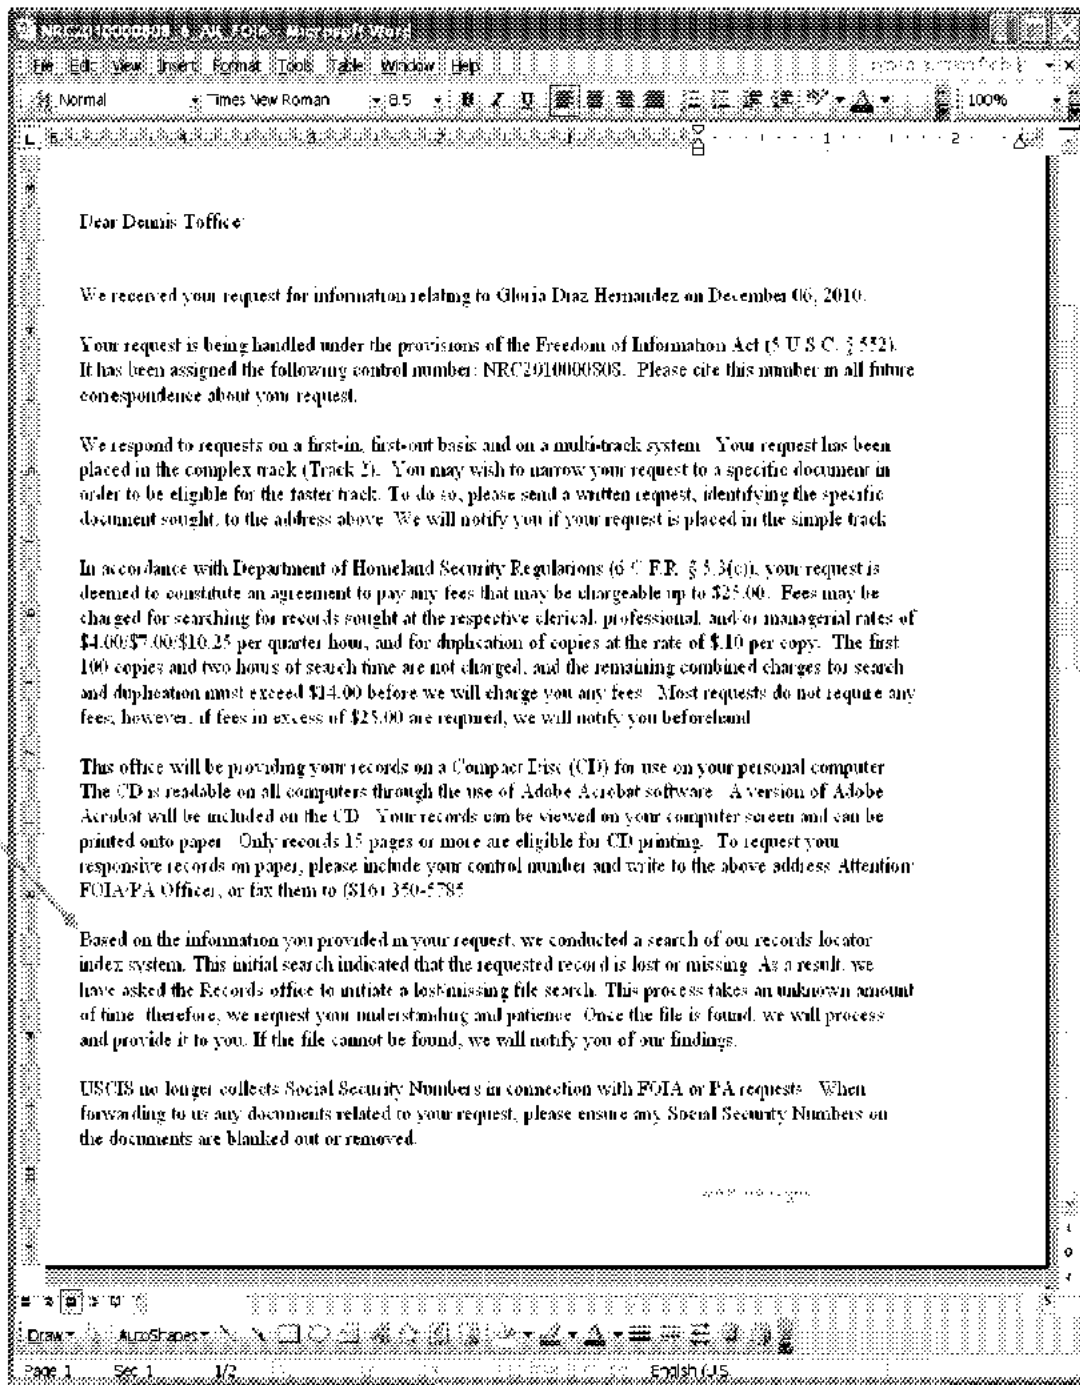 NRC2010000808 6 AK FOIA - Microsoft Word
File Edit View Insert Format Tools Table Window Help
Normal Times New Roman 8.5 B I U 100%
Dear Dennis Toffice:
We received your request for information relating to Gloria Diaz Hernandez on December 06, 2010.
Your request is being handled under the provisions of the Freedom of Information Act (5 U.S.C. § 552).
It has been assigned the following control number: NRC2010000808. Please cite this number in all future
correspondence about your request.
We respond to requests on a first-in, first-out basis and on a multi-track system. Your request has been
placed in the complex track (Track 2). You may wish to narrow your request to a specific document in
order to be eligible for the faster track. To do so, please send a written request, identifying the specific
document sought, to the address above. We will notify you if your request is placed in the simple track.
In accordance with Department of Homeland Security Regulations (6 C.F.R. § 5.3(c)), your request is
deemed to constitute an agreement to pay any fees that may be chargeable up to $25.00. Fees may be
charged for searching for records sought at the respective clerical, professional, and/or managerial rates of
$4.00/$7.00/$10.25 per quarter hour, and for duplication of copies at the rate of $.10 per copy. The first
100 copies and two hours of search time are not charged, and the remaining combined charges for search
and duplication must exceed $14.00 before we will charge you any fees. Most requests do not require any
fees; however, if fees in excess of $25.00 are required, we will notify you beforehand.
This office will be providing your records on a Compact Disc (CD) for use on your personal computer.
The CD is readable on all computers through the use of Adobe Acrobat software. A version of Adobe
Acrobat will be included on the CD. Your records can be viewed on your computer screen and can be
printed onto paper. Only records 15 pages or more are eligible for CD printing. To request your
responsive records on paper, please include your control number and write to the above address Attention:
FOIA/PA Officer, or fax them to (816) 350-5785.
Based on the information you provided in your request, we conducted a search of our records locator
index system. This initial search indicated that the requested record is lost or missing. As a result, we
have asked the Records office to initiate a lost/missing file search. This process takes an unknown amount
of time; therefore, we request your understanding and patience. Once the file is found, we will process
and provide it to you. If the file cannot be found, we will notify you of our findings.
USCIS no longer collects Social Security Numbers in connection with FOIA or PA requests. When
forwarding to us any documents related to your request, please ensure any Social Security Numbers on
the documents are blanked out or removed.
Draw AutoShapes
Page 1 Sec 1 1/2 English (U.S.